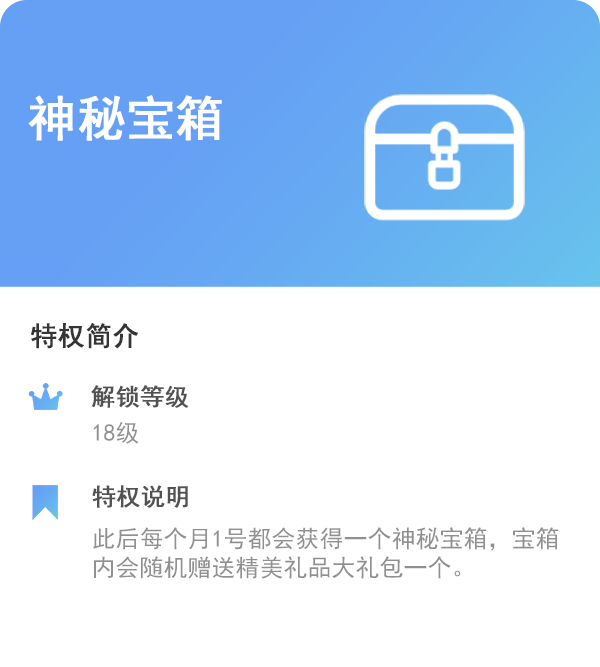 神秘宝箱
特权简介
解锁等级
18级
特权说明
此后每个月1号都会获得一个神秘宝箱，宝箱
内会随机赠送精美礼品大礼包一个。